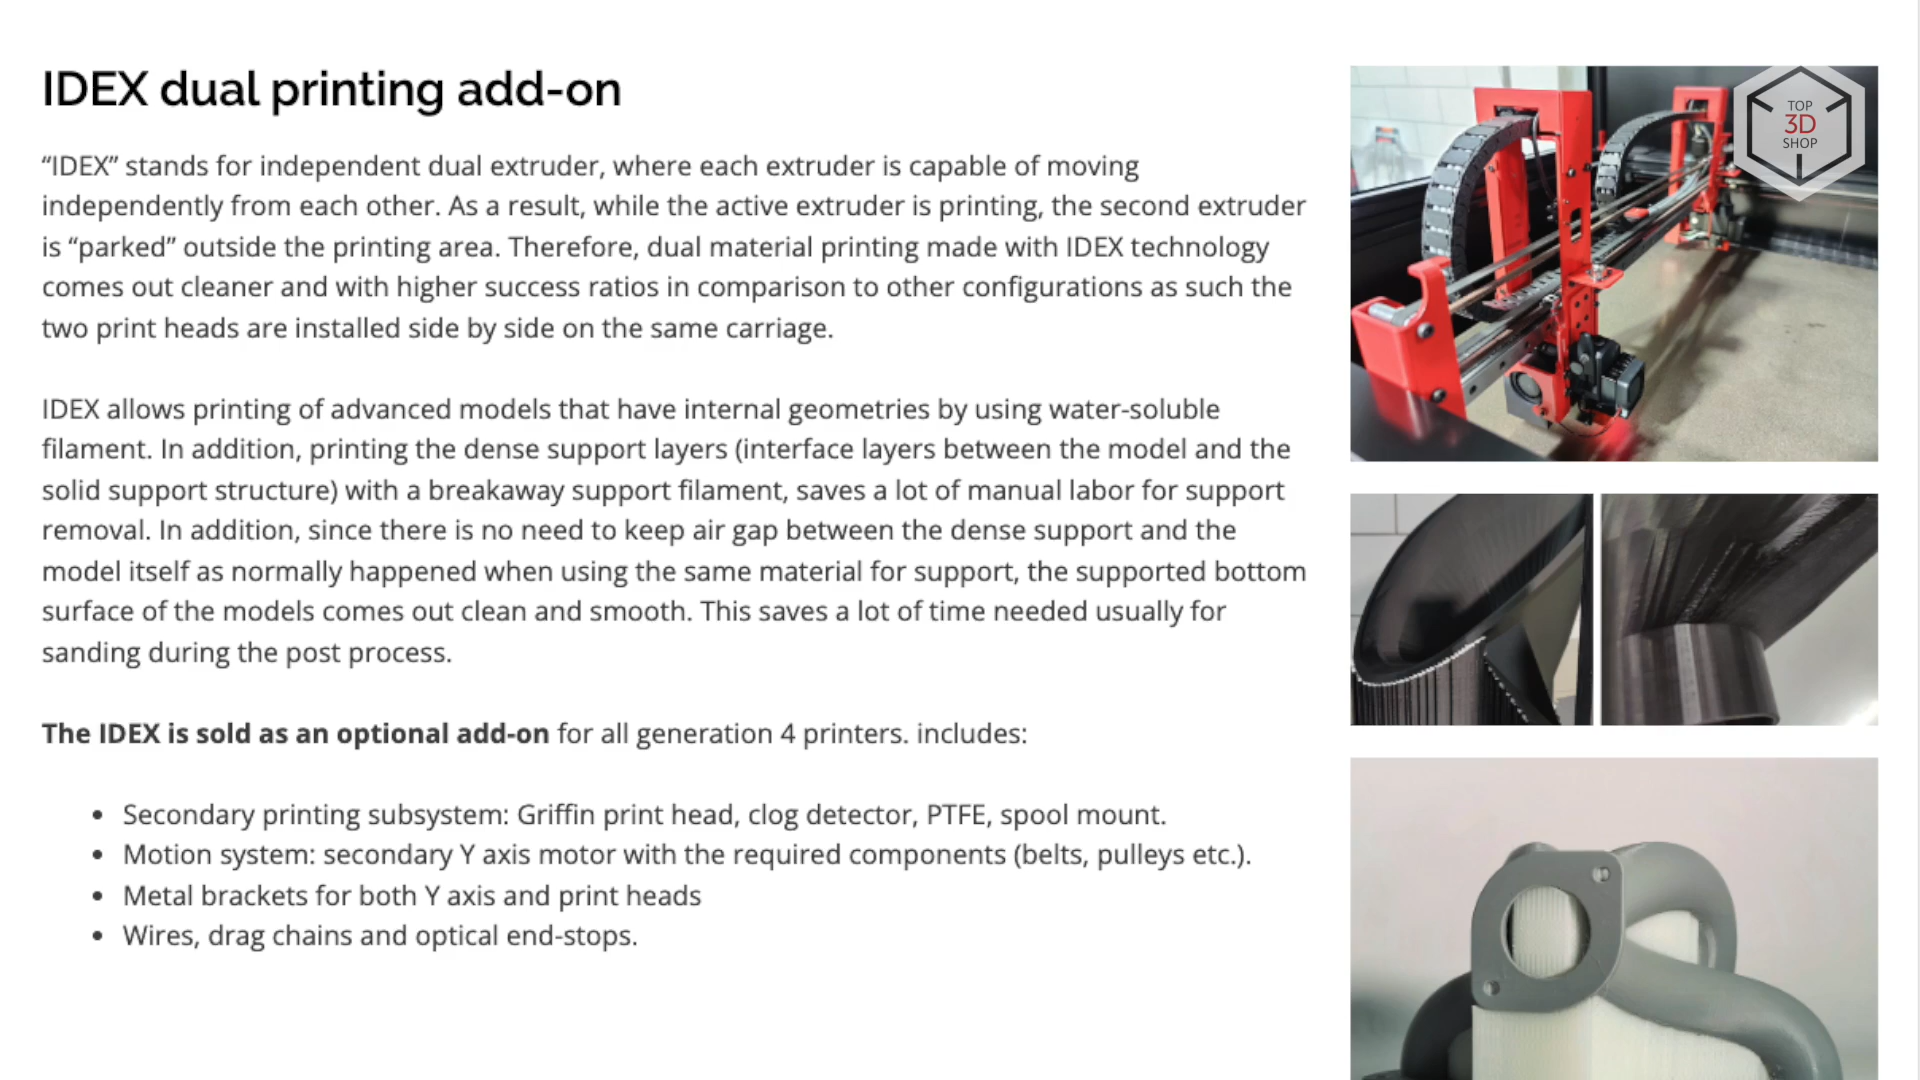 IDEX dual printing add-on
“IDEX” stands for independent dual extruder, where each extruder is capable of moving
independently from each other. As a result, while the active extruder is printing, the second extruder
is “parked” outside the printing area. Therefore, dual material printing made with IDEX technology
comes out cleaner and with higher success ratios in comparison to other configurations as such the
two print heads are installed side by side on the same carriage.
IDEX allows printing of advanced models that have internal geometries by using water-soluble
filament. In addition, printing the dense support layers (interface layers between the model and the
solid support structure) with a breakaway support filament, saves a lot of manual labor for support
removal. In addition, since there is no need to keep air gap between the dense support and the
model itself as normally happened when using the same material for support, the supported bottom
surface of the models comes out clean and smooth. This saves a lot of time needed usually for
sanding during the post process.
The IDEX is sold as an optional add-on for all generation 4 printers. includes:
• Secondary printing subsystem: Griffin print head, clog detector, PTFE, spool mount.
• Motion system: secondary Y axis motor with the required components (belts, pulleys etc.).
• Metal brackets for both Y axis and print heads
• Wires, drag chains and optical end-stops.
TOP
3D
SHOP